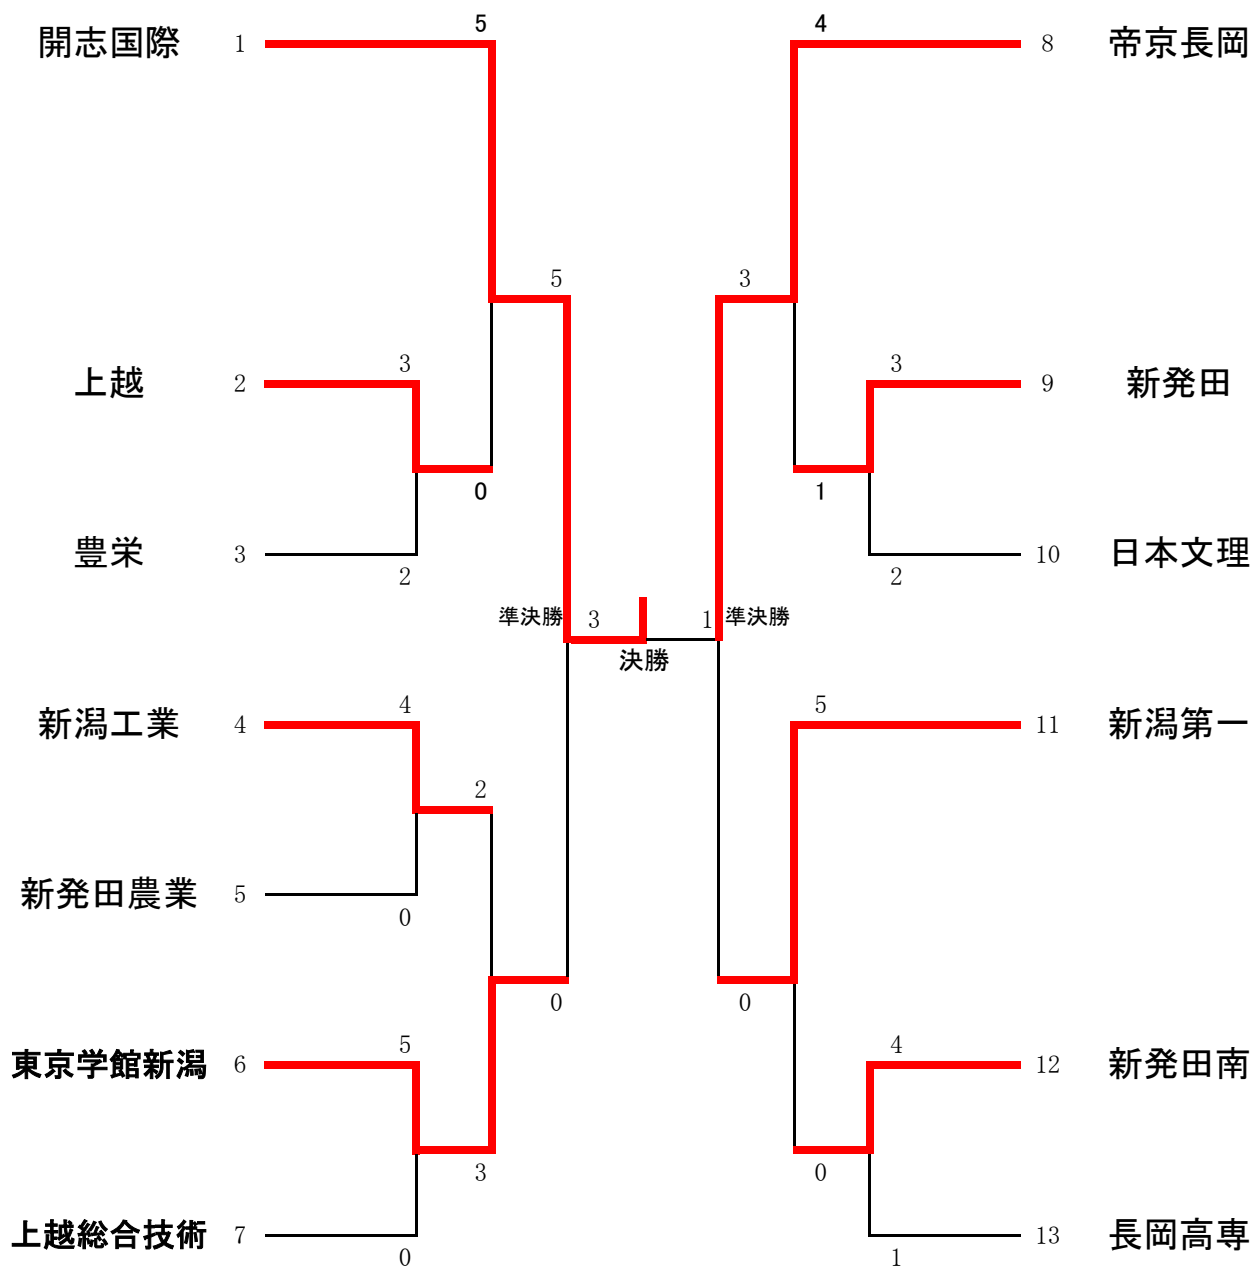 5 4
開志国際 1 8 帝京長岡
5 3
上越 2 3 3 9 新発田
0 1
豊栄 3 2 2 10 日本文理
準決勝 3 1 準決勝
決勝
新潟工業 4 4 5 11 新潟第一
2
新発田農業 5 0
0 0
東京学館新潟 6 5 4 12 新発田南
3 0
上越総合技術 7 0 1 13 長岡高専